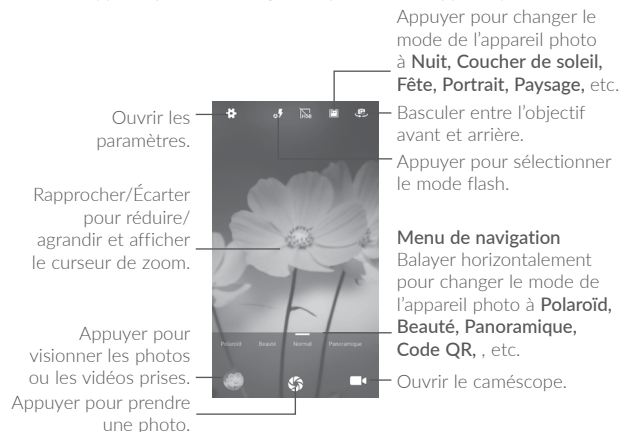 Appuyer pour changer le
mode de l'appareil photo
à Nuit, Coucher de soleil,
Fête, Portrait, Paysage, etc.
Ouvrir les
paramètres.
Basculer entre l'objectif
avant et arrière.
Appuyer pour sélectionner
le mode flash.
Rapprocher/Écarter
pour réduire/
agrandir et afficher
le curseur de zoom.
Menu de navigation
Balayer horizontalement
pour changer le mode de
l'appareil photo à Polaroïd,
Beauté, Panoramique,
Code QR, , etc.
Polaroïd Beauté Normal Panoramique
Appuyer pour
visionner les photos
ou les vidéos prises.
Ouvrir le caméscope.
Appuyer pour prendre
une photo.